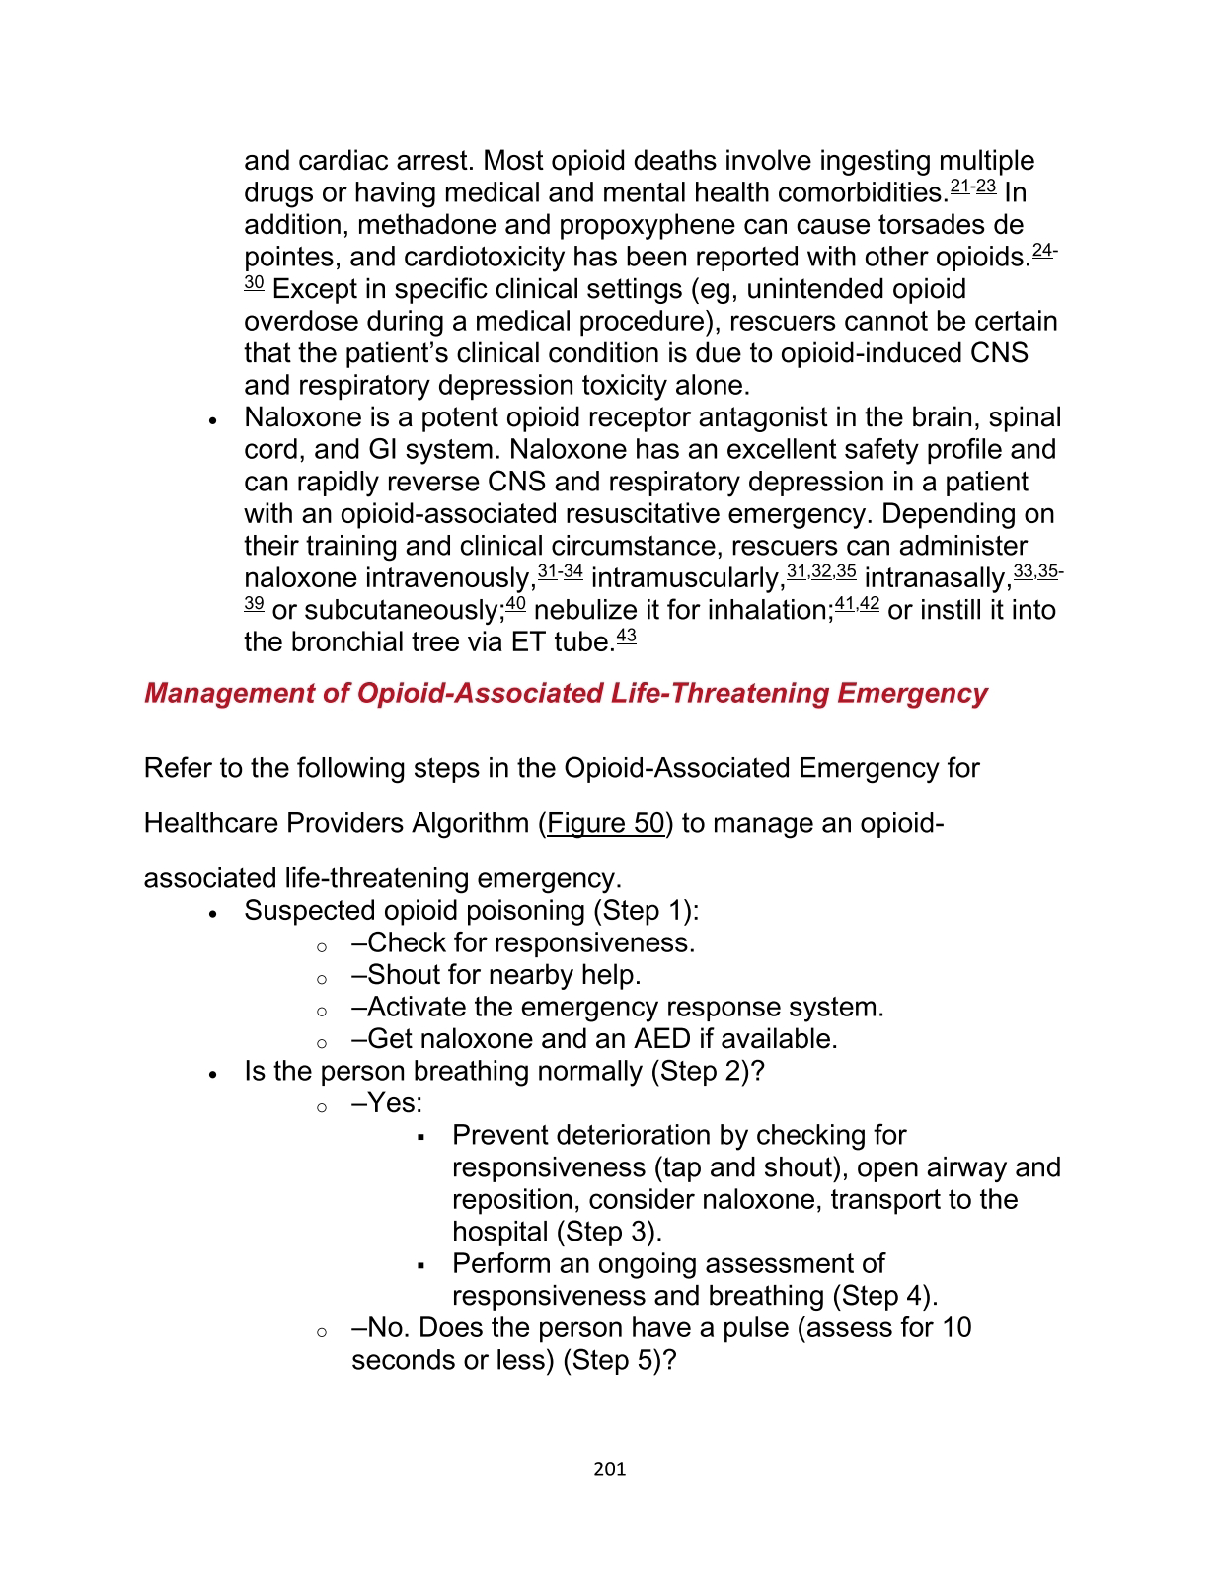 and cardiac arrest. Most opioid deaths involve ingesting multiple
drugs or having medical and mental health comorbidities.21-23 In
addition, methadone and propoxyphene can cause torsades de
pointes, and cardiotoxicity has been reported with other opioids.24-
30 Except in specific clinical settings (eg, unintended opioid
overdose during a medical procedure), rescuers cannot be certain
that the patient’s clinical condition is due to opioid-induced CNS
and respiratory depression toxicity alone.
• Naloxone is a potent opioid receptor antagonist in the brain, spinal
cord, and GI system. Naloxone has an excellent safety profile and
can rapidly reverse CNS and respiratory depression in a patient
with an opioid-associated resuscitative emergency. Depending on
their training and clinical circumstance, rescuers can administer
naloxone intravenously,31-34 intramuscularly,31,32,35 intranasally,33,35-
39 or subcutaneously;40 nebulize it for inhalation;41,42 or instill it into
the bronchial tree via ET tube.43
Management of Opioid-Associated Life-Threatening Emergency
Refer to the following steps in the Opioid-Associated Emergency for
Healthcare Providers Algorithm (Figure 50) to manage an opioid-
associated life-threatening emergency.
• Suspected opioid poisoning (Step 1):
o –Check for responsiveness.
o –Shout for nearby help.
o –Activate the emergency response system.
o –Get naloxone and an AED if available.
• Is the person breathing normally (Step 2)?
o –Yes:
▪ Prevent deterioration by checking for
responsiveness (tap and shout), open airway and
reposition, consider naloxone, transport to the
hospital (Step 3).
▪ Perform an ongoing assessment of
responsiveness and breathing (Step 4).
o –No. Does the person have a pulse (assess for 10
seconds or less) (Step 5)?
201